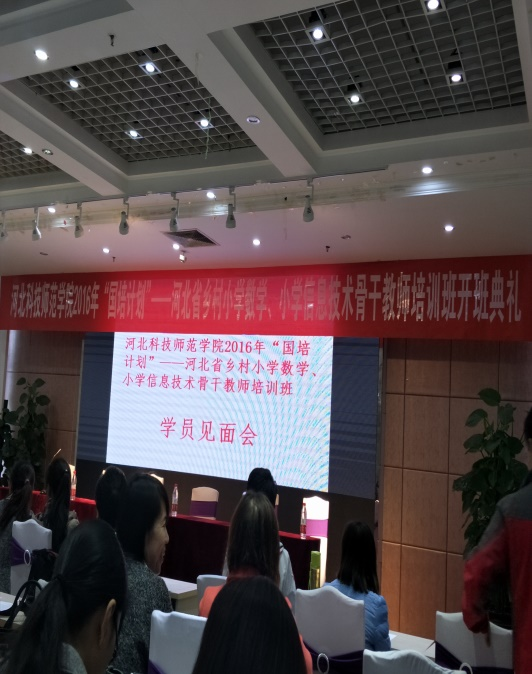 河北科技师范学院2016年“国培计划”——河北省乡村小学数学、小学信息技术骨干教师培训班开班典礼
河北科技师范学院2016年“国培
计划”——河北省乡村小学数学、
小学信息技术骨干教师培训班
学员见面会